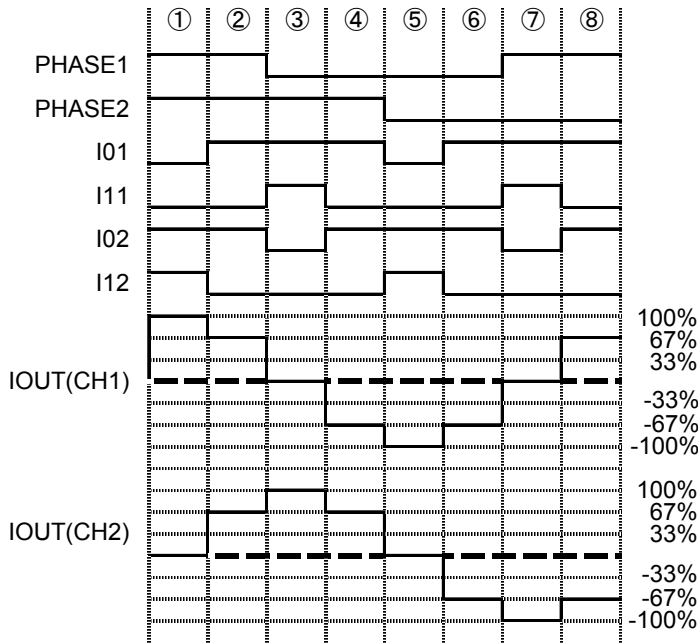 ① ② ③ ④ ⑤ ⑥ ⑦ ⑧
PHASE1
PHASE2
I01
I11
I02
I12
100%
67%
33%
IOUT(CH1)
-33%
-67%
-100%
100%
67%
33%
IOUT(CH2)
-33%
-67%
-100%